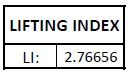 LIFTING INDEX
LI: 2.76656